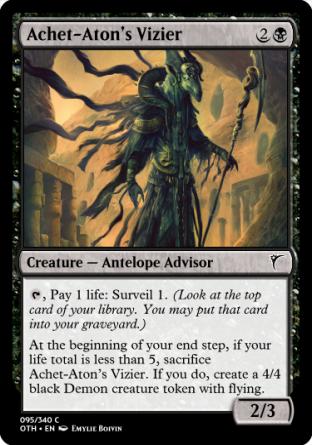 Achet-Aton's Vizier 2
Creature — Antelope Advisor
, Pay 1 life: Surveil 1. (Look at the top
card of your library. You may put that card
into your graveyard.)
At the beginning of your end step, if your
life total is less than 5, sacrifice
Achet-Aton's Vizier. If you do, create a 4/4
black Demon creature token with flying.
2/3
095/340 C
OTH • EN Emylie Boivin